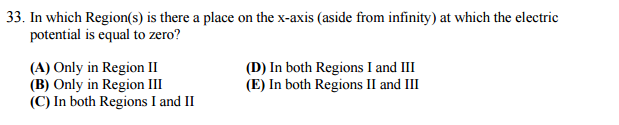 33. In which Region(s) is there a place on the x-axis (aside from infinity) at which the electric
potential is equal to zero?
(A) Only in Region II
(B) Only in Region III
(C) In both Regions I and II
(D) In both Regions I and III
(E) In both Regions II and III